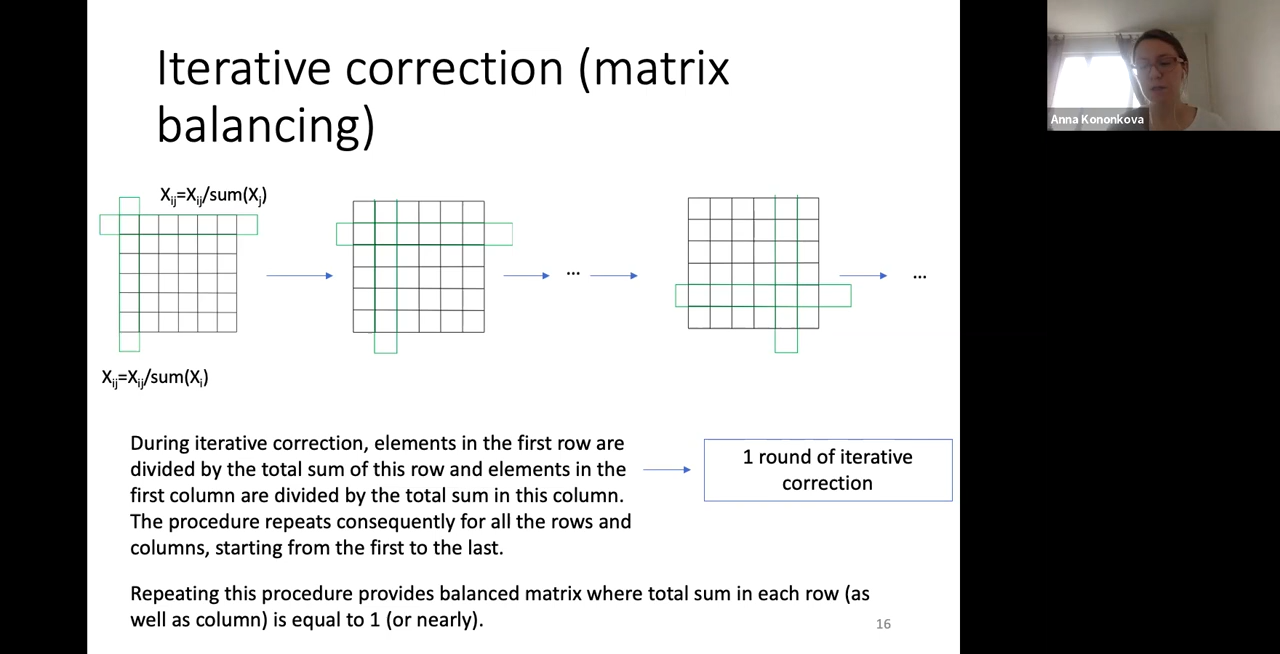 Iterative correction (matrix
balancing)
Xij=Xij/sum(Xj)
...
...
Xij=Xij/sum(Xi)
During iterative correction, elements in the first row are
divided by the total sum of this row and elements in the
first column are divided by the total sum in this column.
The procedure repeats consequently for all the rows and
columns, starting from the first to the last.
1 round of iterative
correction
Repeating this procedure provides balanced matrix where total sum in each row (as
well as column) is equal to 1 (or nearly).
16
Anna Kononkova